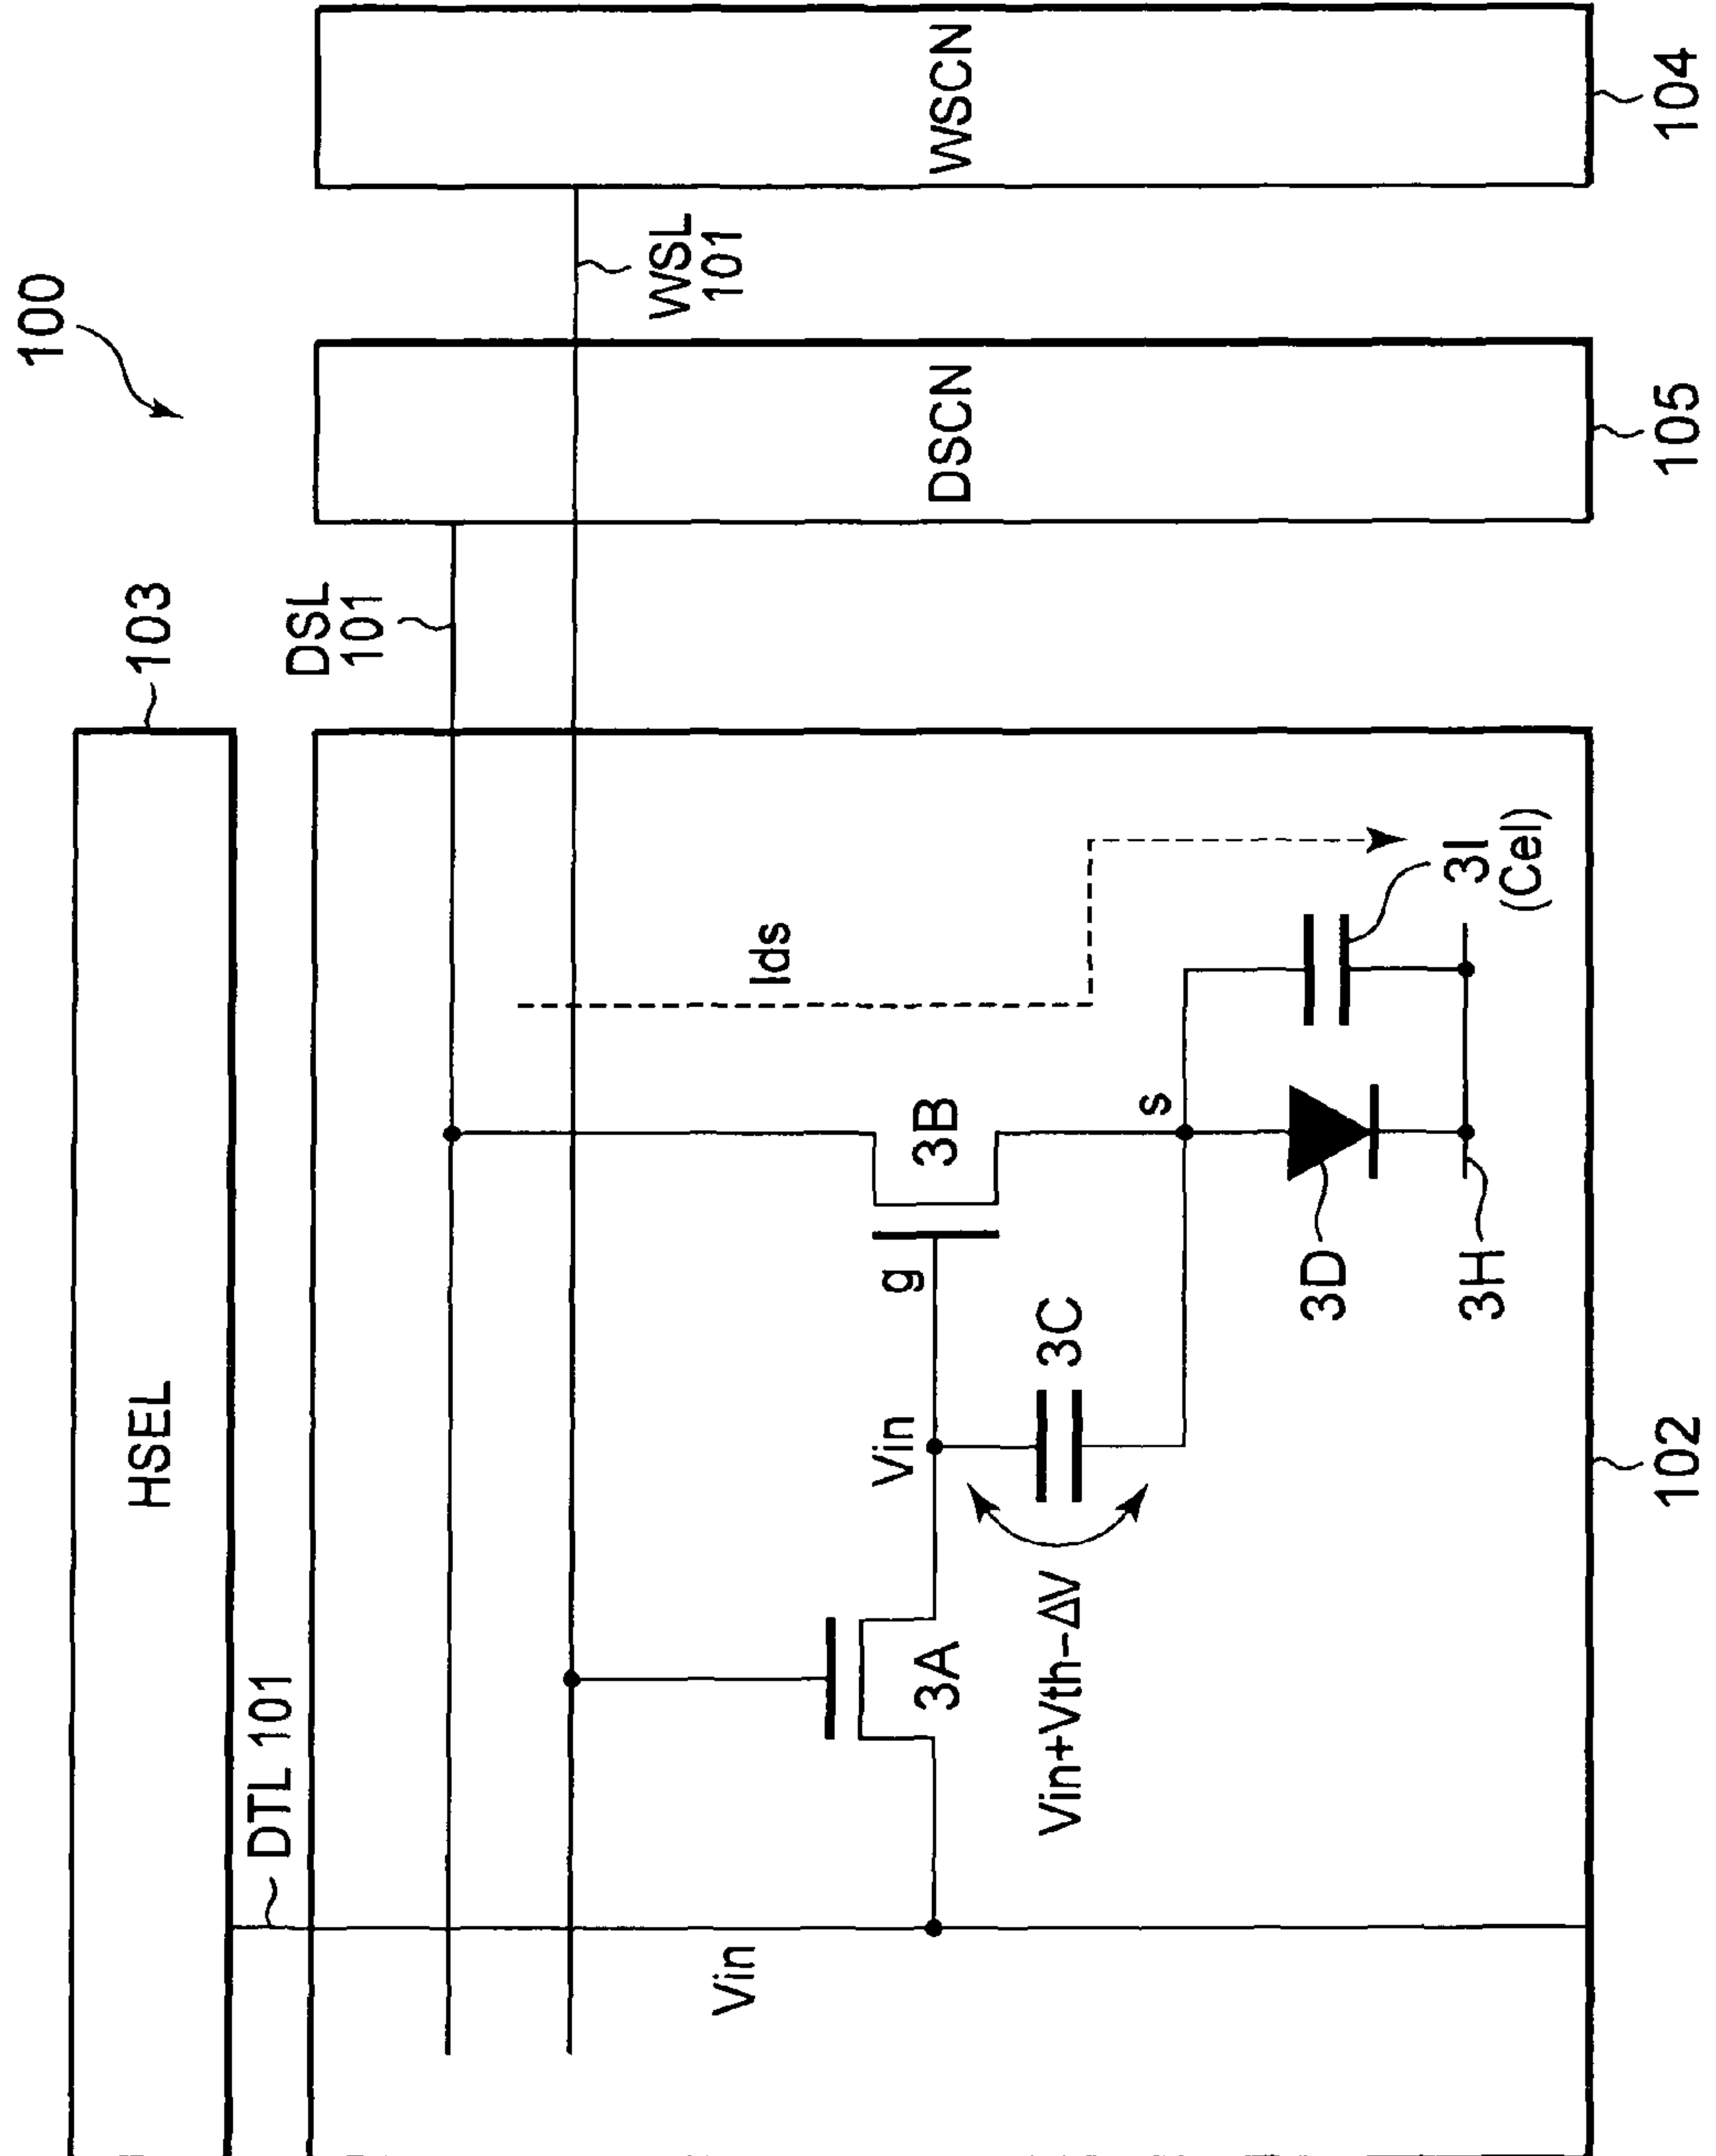 100
HSEL
103
DTL 101
DSL
101
WSL
101
DSCN
105
WSCN
104
Vin
3A
Vin
g
3B
Ids
Vin+Vth−ΔV
3C
s
3D
3I
(Cel)
3H
102